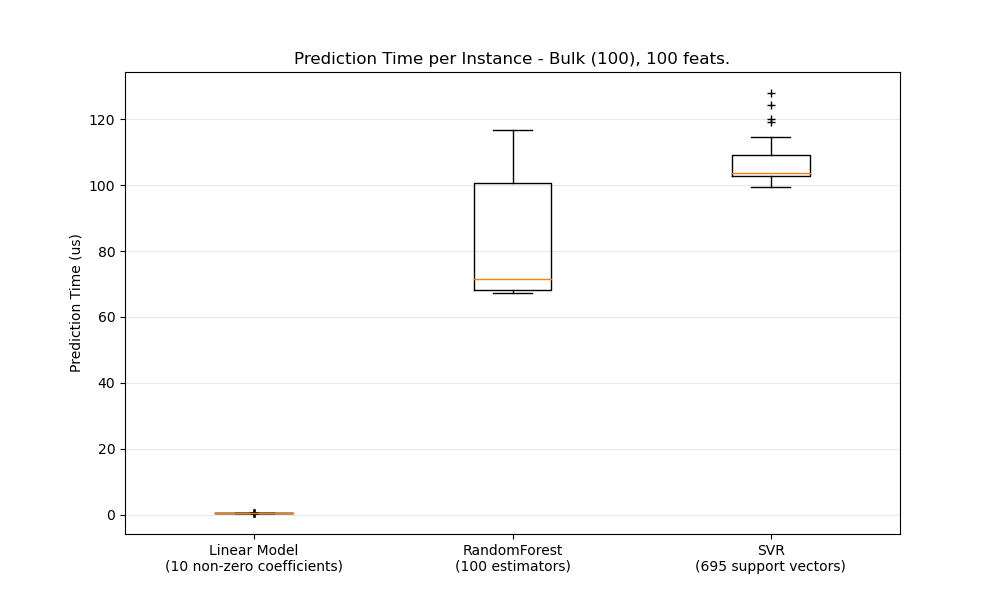 Prediction Time per Instance - Bulk (100), 100 feats.
Prediction Time (us)
120
100
80
60
40
20
0
Linear Model
(10 non-zero coefficients)
RandomForest
(100 estimators)
SVR
(695 support vectors)